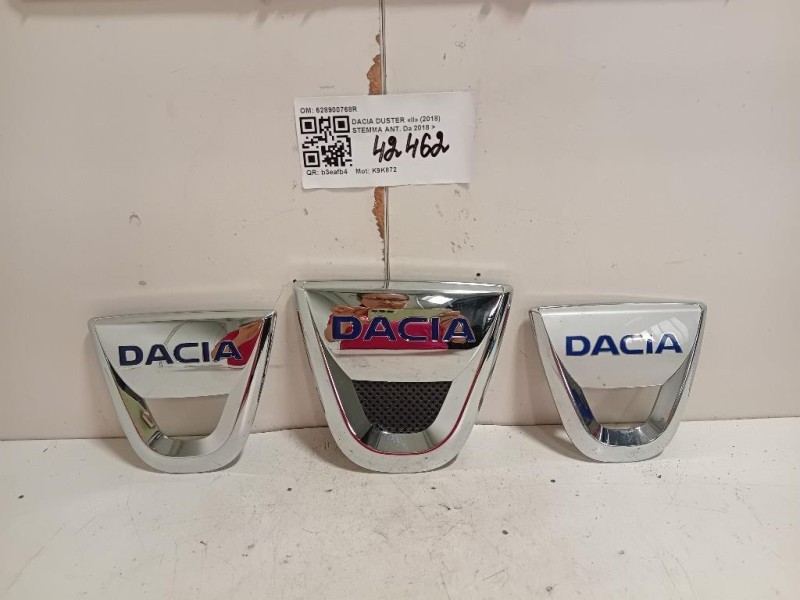 OM: 628900768R
DACIA DUSTER «II» (2018)
STEMMA ANT. Da 2018 >
42462
QR: b3eafb4 Mot: K9K872
DACIA
DACIA
DACIA